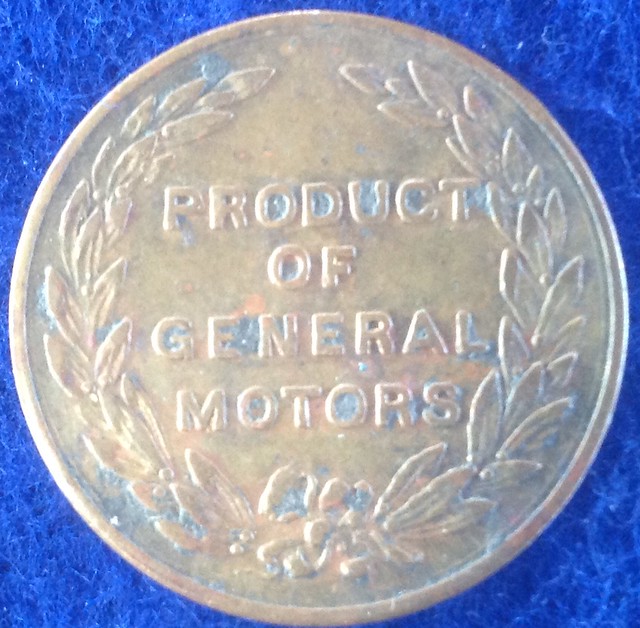 PRODUCT
OF
GENERAL
MOTORS